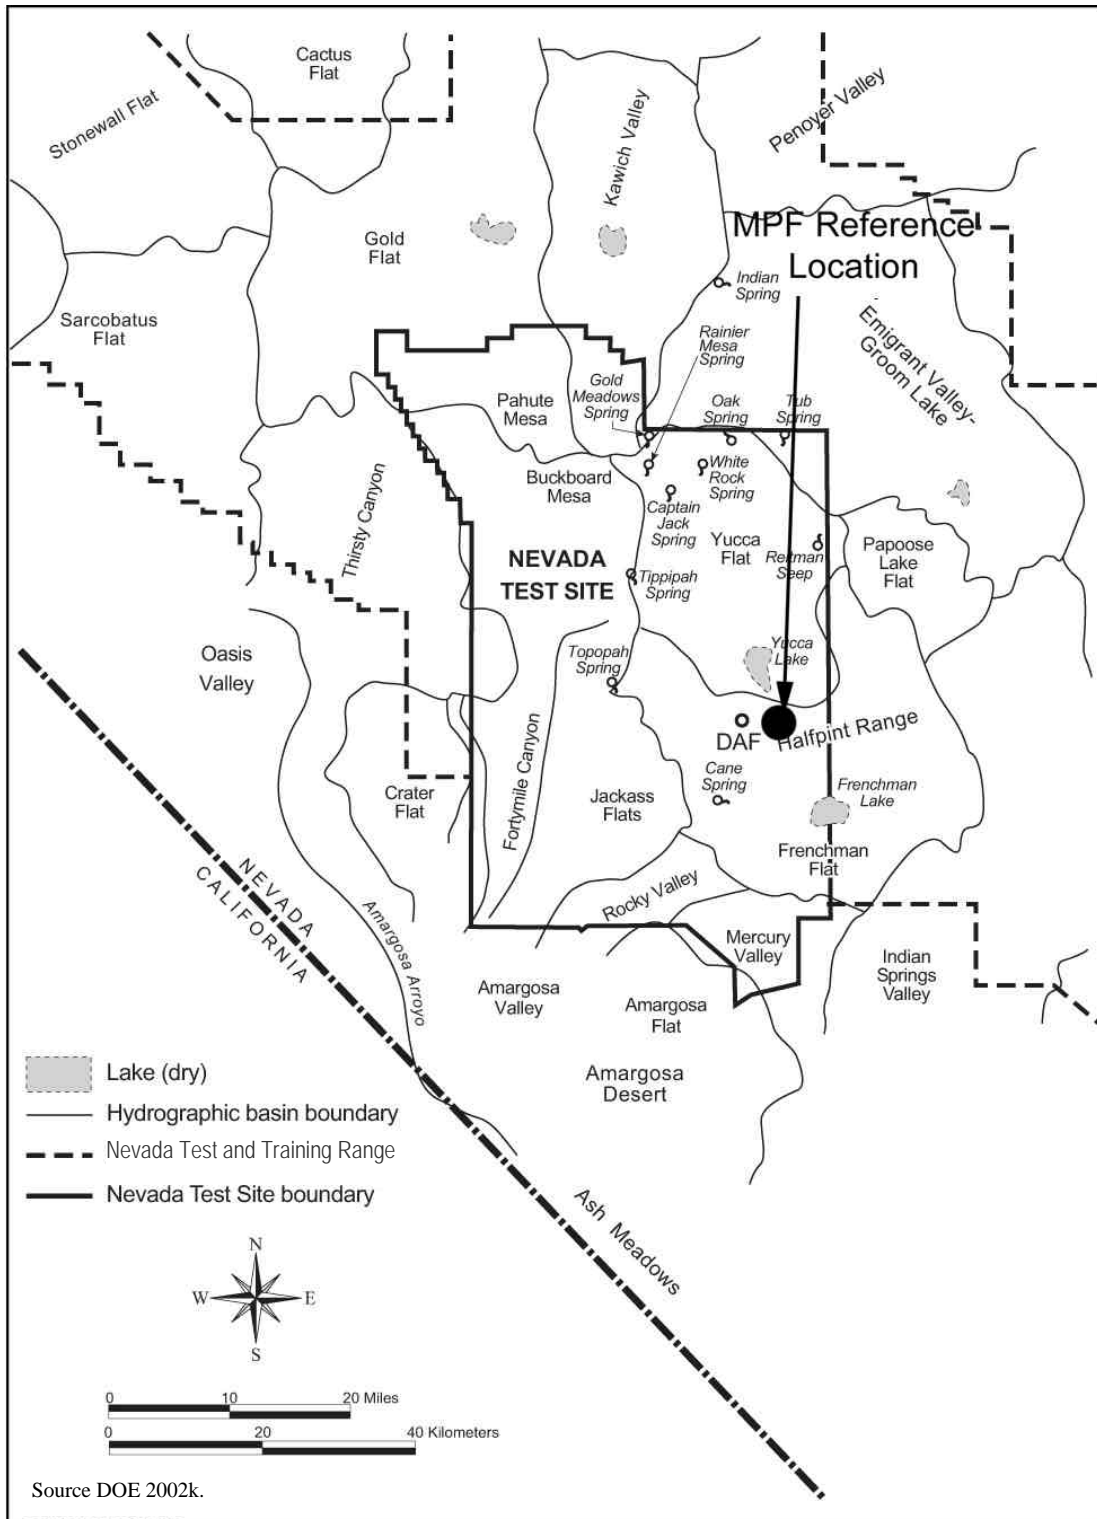 Cactus
Flat
Stonewall Flat
Kawich Valley
Penoyer Valley
Gold
Flat
MPF Reference
Location
Indian
Spring
Sarcobatus
Flat
Rainier
Mesa
Spring
Emigrant Valley-
Groom Lake
Gold
Meadows
Spring
Pahute
Mesa
Oak
Spring
Tub
Spring
Buckboard
Mesa
White
Rock
Spring
Captain
Jack
Spring
Thirsty Canyon
Yucca
Flat
Reitman
Seep
Papoose
Lake
Flat
NEVADA
TEST SITE
Tippipah
Spring
Oasis
Valley
Topopah
Spring
Yucca
Lake
DAF
Halfpint Range
Fortymile Canyon
Cane
Spring
Crater
Flat
Jackass
Flats
Frenchman
Lake
Frenchman
Flat
NEVADA
CALIFORNIA
Rocky Valley
Amargosa Arroyo
Mercury
Valley
Indian
Springs
Valley
Amargosa
Valley
Amargosa
Flat
Amargosa
Desert
Ash Meadows
Lake (dry)
Hydrographic basin boundary
Nevada Test and Training Range
Nevada Test Site boundary
N
W E
S
0 10 20 Miles
0 20 40 Kilometers
Source DOE 2002k.